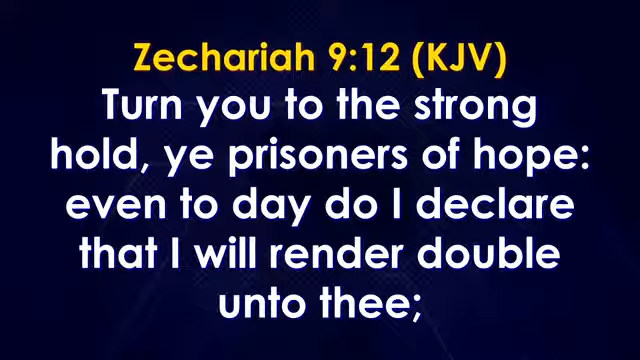 Zechariah 9:12 (KJV)
Turn you to the strong
hold, ye prisoners of hope:
even to day do I declare
that I will render double
unto thee;